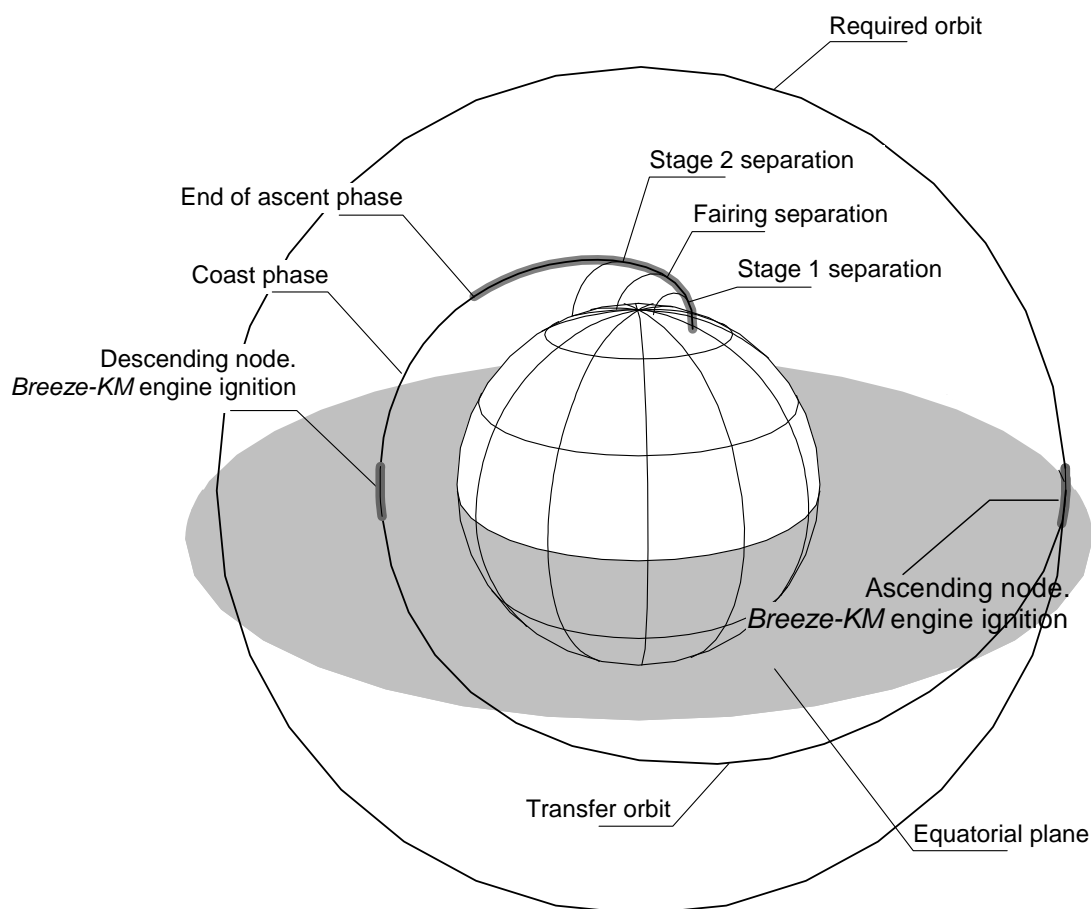 Required orbit
Stage 2 separation
End of ascent phase
Fairing separation
Coast phase
Stage 1 separation
Descending node.
Breeze-KM engine ignition
Ascending node.
Breeze-KM engine ignition
Transfer orbit
Equatorial plane